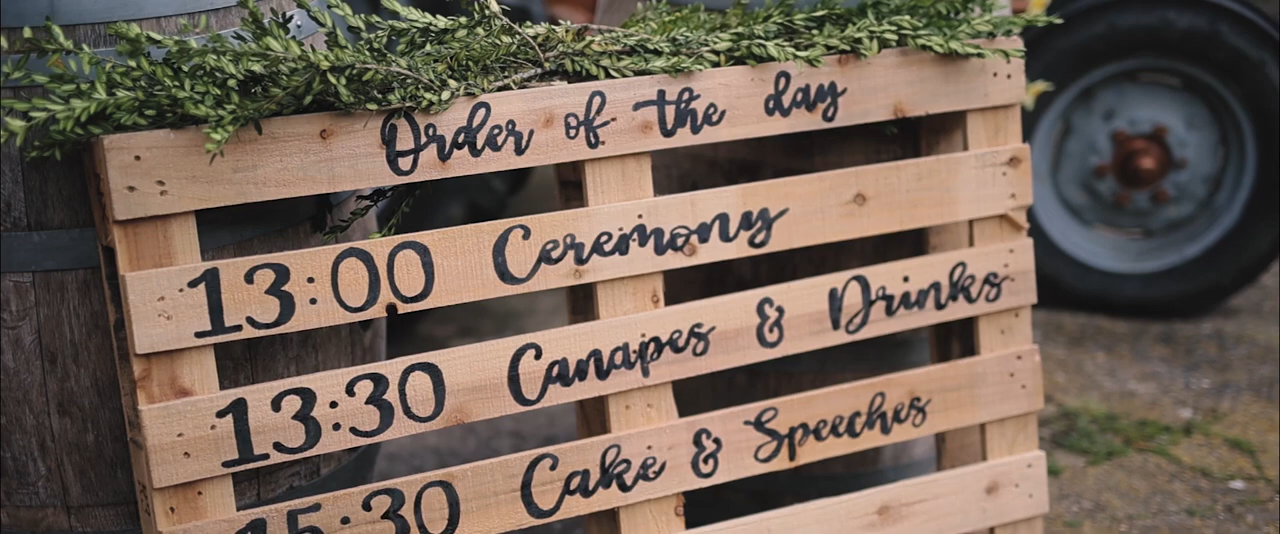 Order of the day
13:00 Ceremony
13:30 Canapes & Drinks
15:30 Cake & Speeches